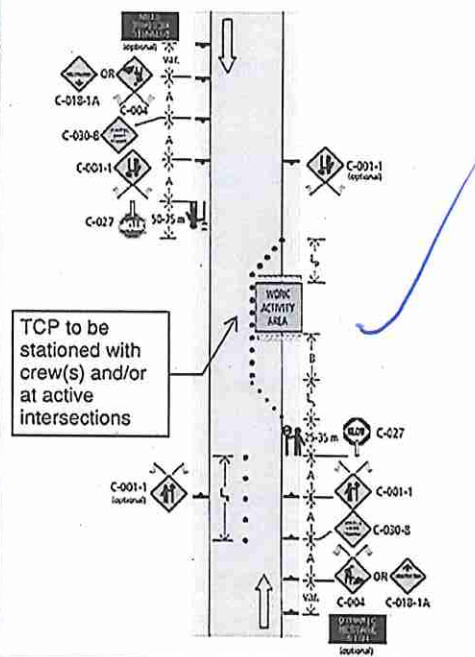 (optional)
Var.
C-018-1A
OR
C-004
A
C-030-8
A
C-001-1
A
C-027
50-75 m
C-001-1
(optional)
WORK
ACTIVITY
AREA
B
TCP to be
stationed with
crew(s) and/or
at active
intersections
25-35 m
SLOW
C-027
C-001-1
(optional)
A
C-001-1
A
C-030-8
A
Var.
C-004
OR
C-018-1A
DYNAMIC
MESSAGE
SIGN
(optional)